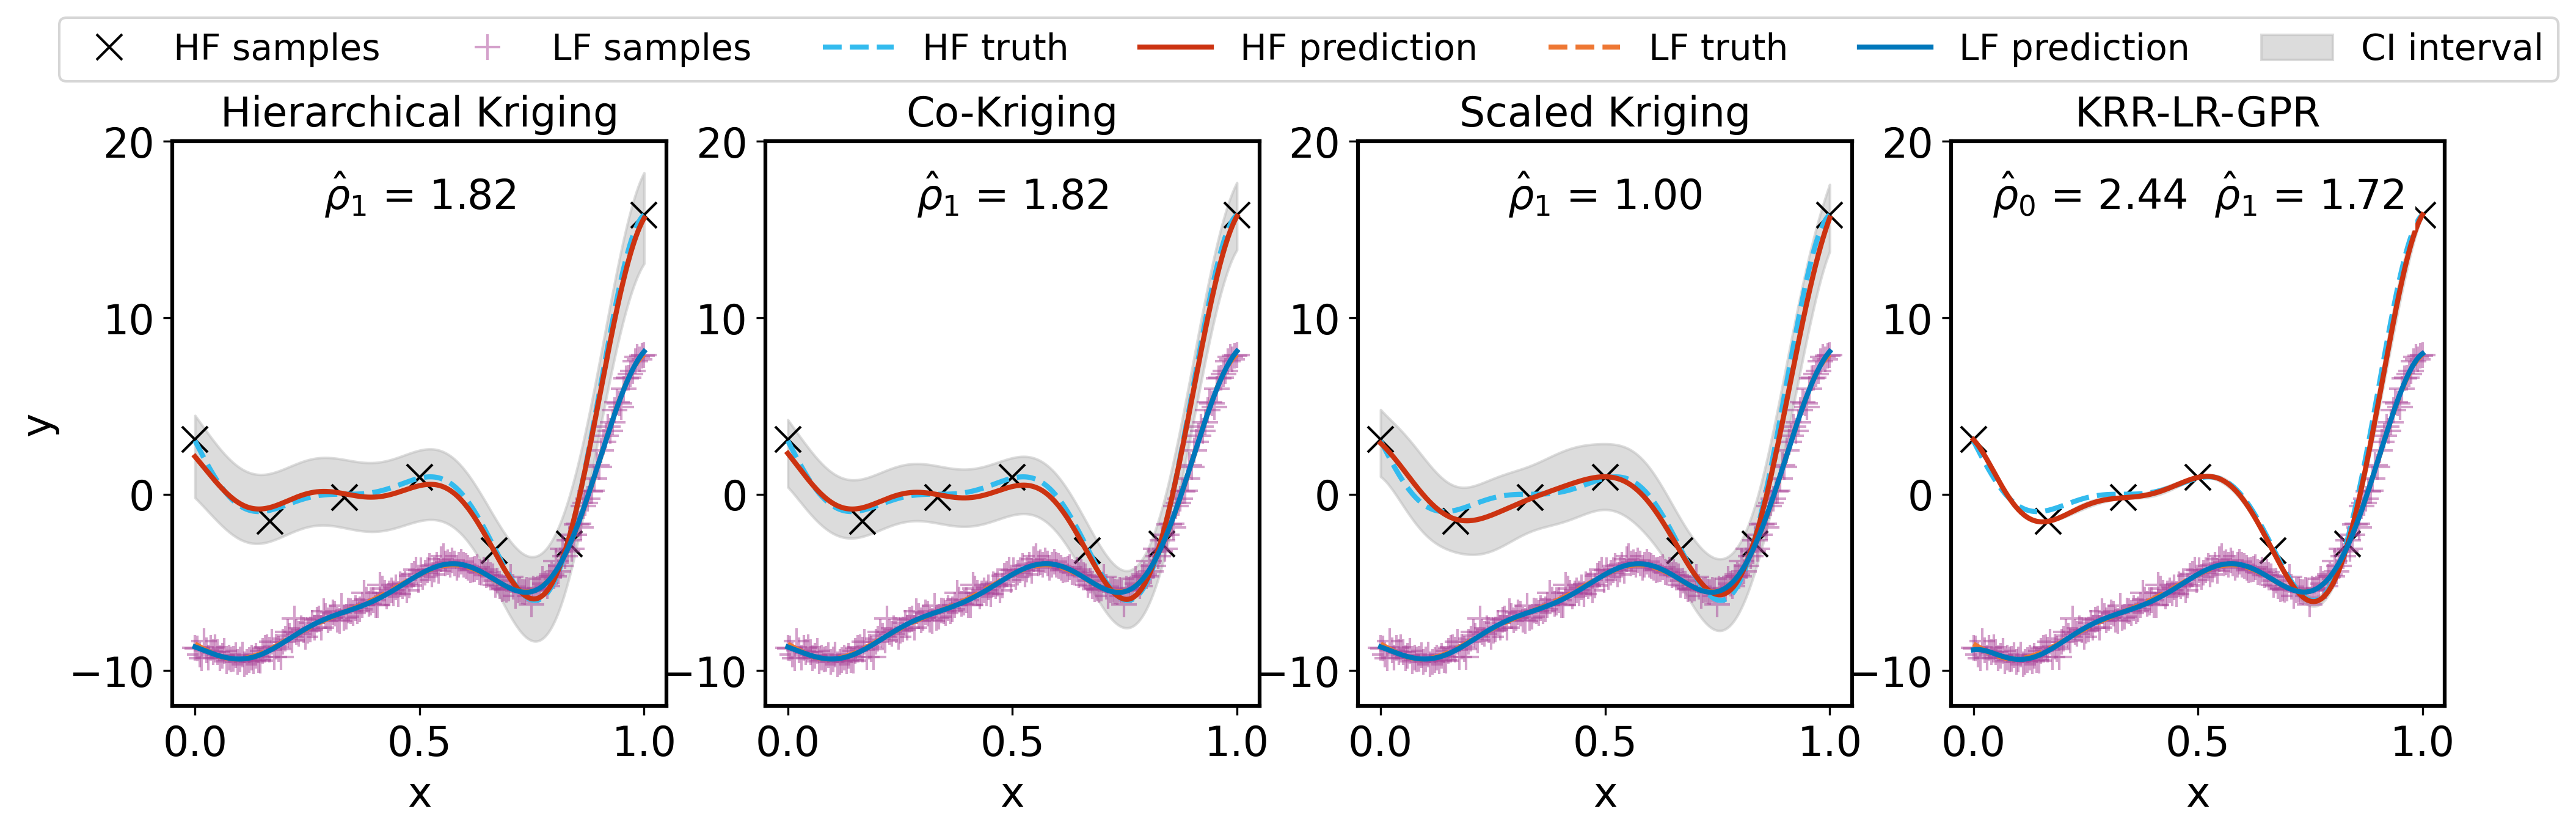 HF samples LF samples HF truth HF prediction LF truth LF prediction CI interval
Hierarchical Kriging Co-Kriging Scaled Kriging KRR-LR-GPR
20 20 20 20
ρ̂₁ = 1.82 ρ̂₁ = 1.82 ρ̂₁ = 1.00 ρ̂₀ = 2.44 ρ̂₁ = 1.72
10 10 10 10
y
0 0 0 0
−10 −10 −10 −10
0.0 0.5 1.0 0.0 0.5 1.0 0.0 0.5 1.0 0.0 0.5 1.0
x x x x